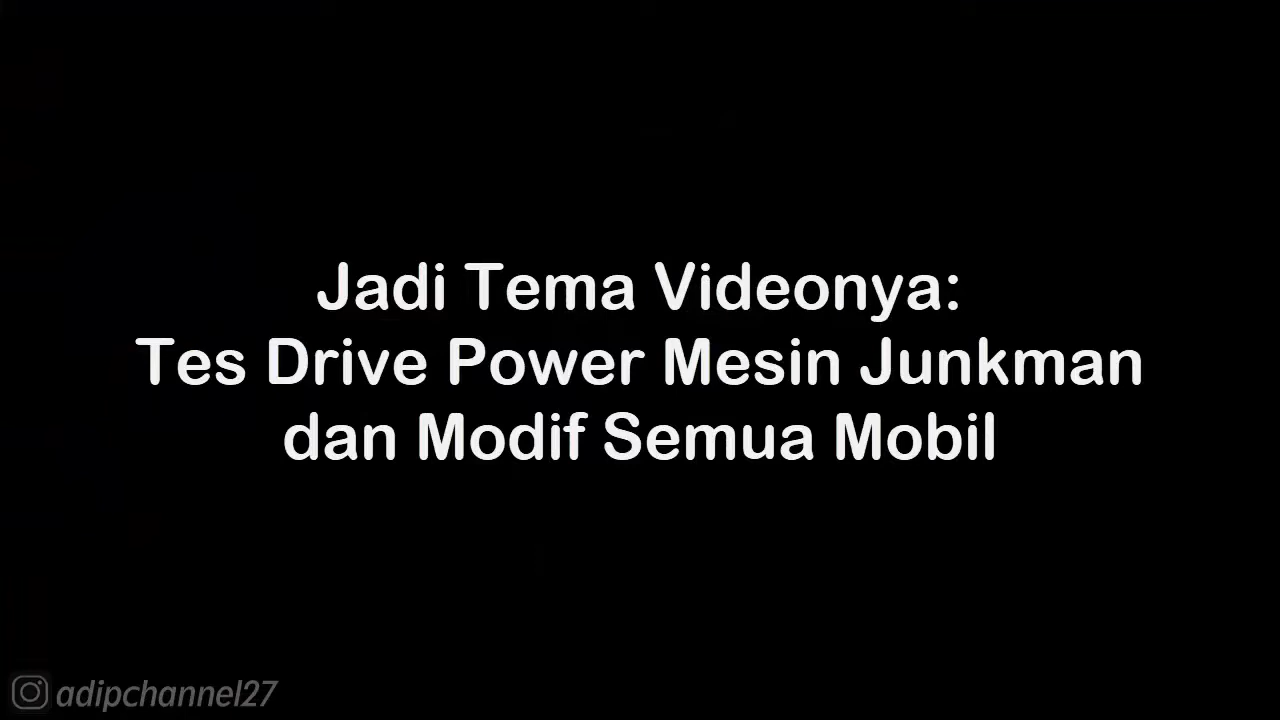 Jadi Tema Videonya:
Tes Drive Power Mesin Junkman
dan Modif Semua Mobil
adipchannel27